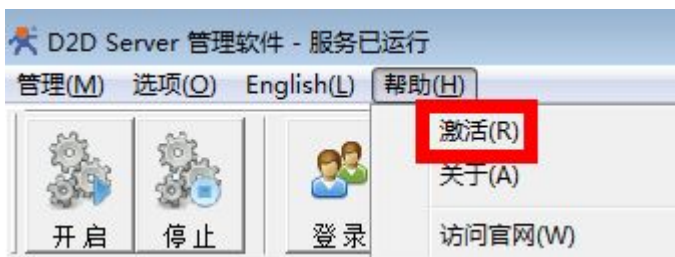 D2D Server 管理软件 - 服务已运行
管理(M) 选项(O) English(L) 帮助(H)
激活(R)
关于(A)
开启 停止 登录 访问官网(W)